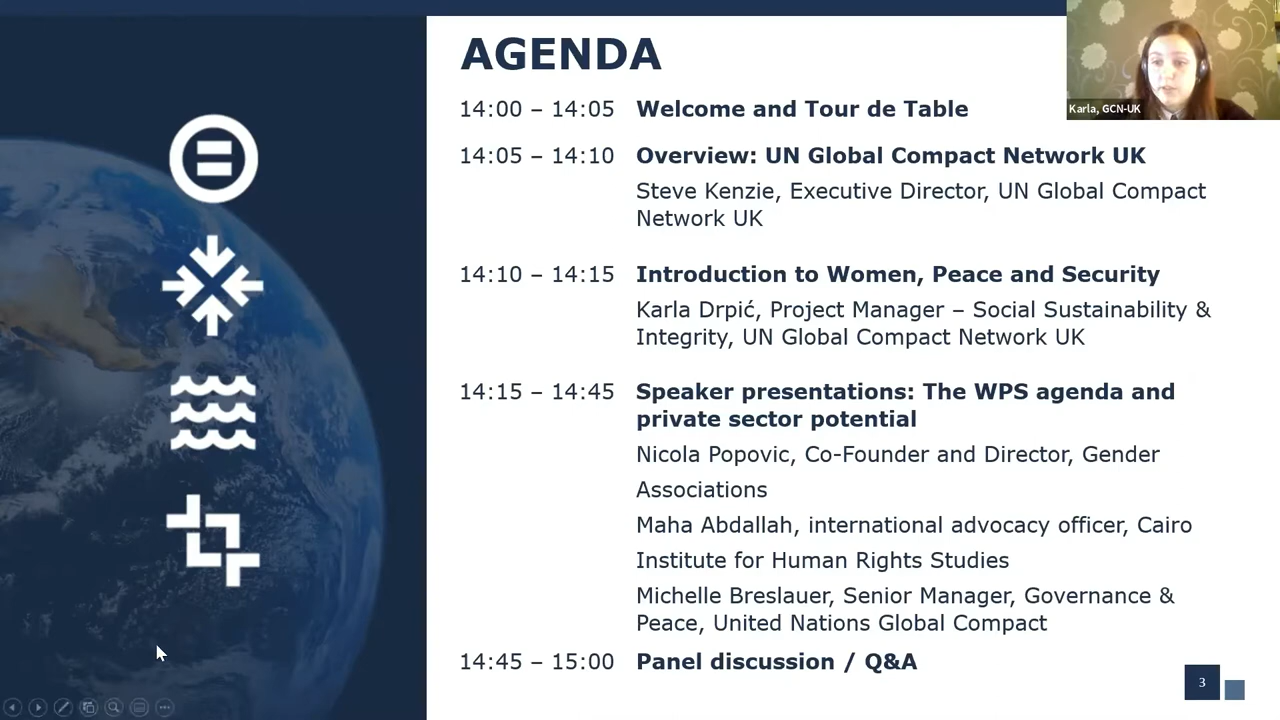 AGENDA
Karla, GCN-UK
14:00 – 14:05 Welcome and Tour de Table
14:05 – 14:10 Overview: UN Global Compact Network UK
Steve Kenzie, Executive Director, UN Global Compact
Network UK
14:10 – 14:15 Introduction to Women, Peace and Security
Karla Drpić, Project Manager – Social Sustainability &
Integrity, UN Global Compact Network UK
14:15 – 14:45 Speaker presentations: The WPS agenda and
private sector potential
Nicola Popovic, Co-Founder and Director, Gender
Associations
Maha Abdallah, international advocacy officer, Cairo
Institute for Human Rights Studies
Michelle Breslauer, Senior Manager, Governance &
Peace, United Nations Global Compact
14:45 – 15:00 Panel discussion / Q&A
3